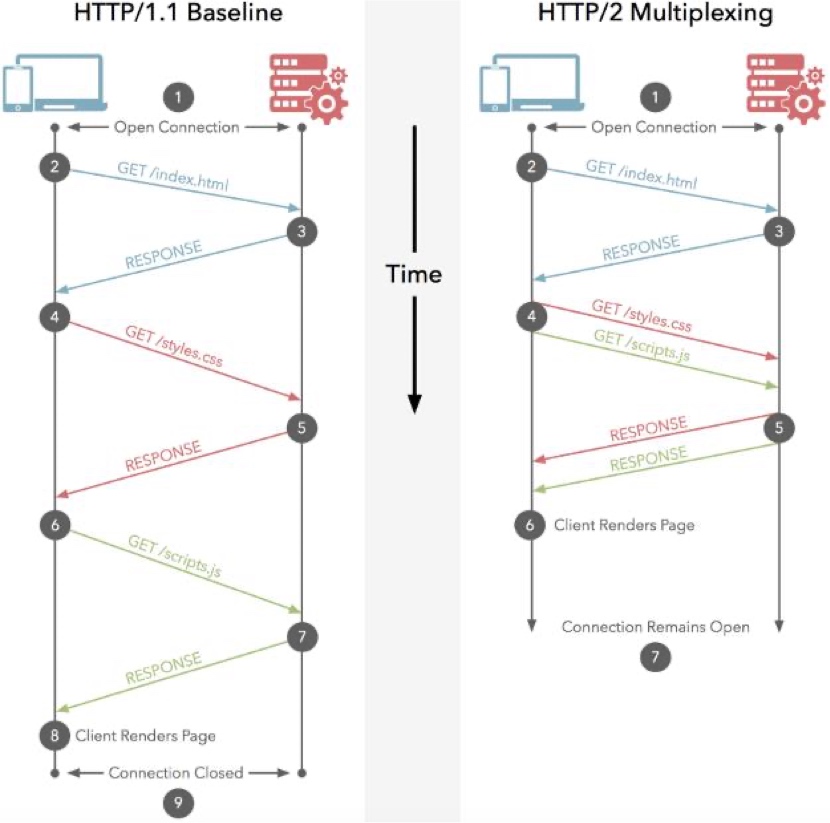 HTTP/1.1 Baseline
1
Open Connection
2
GET /index.html
3
RESPONSE
4
GET /styles.css
5
RESPONSE
6
GET /scripts.js
7
RESPONSE
8 Client Renders Page
Connection Closed
9
Time
HTTP/2 Multiplexing
1
Open Connection
2
GET /index.html
3
RESPONSE
4
GET /styles.css
GET /scripts.js
5
RESPONSE
RESPONSE
6 Client Renders Page
Connection Remains Open
7